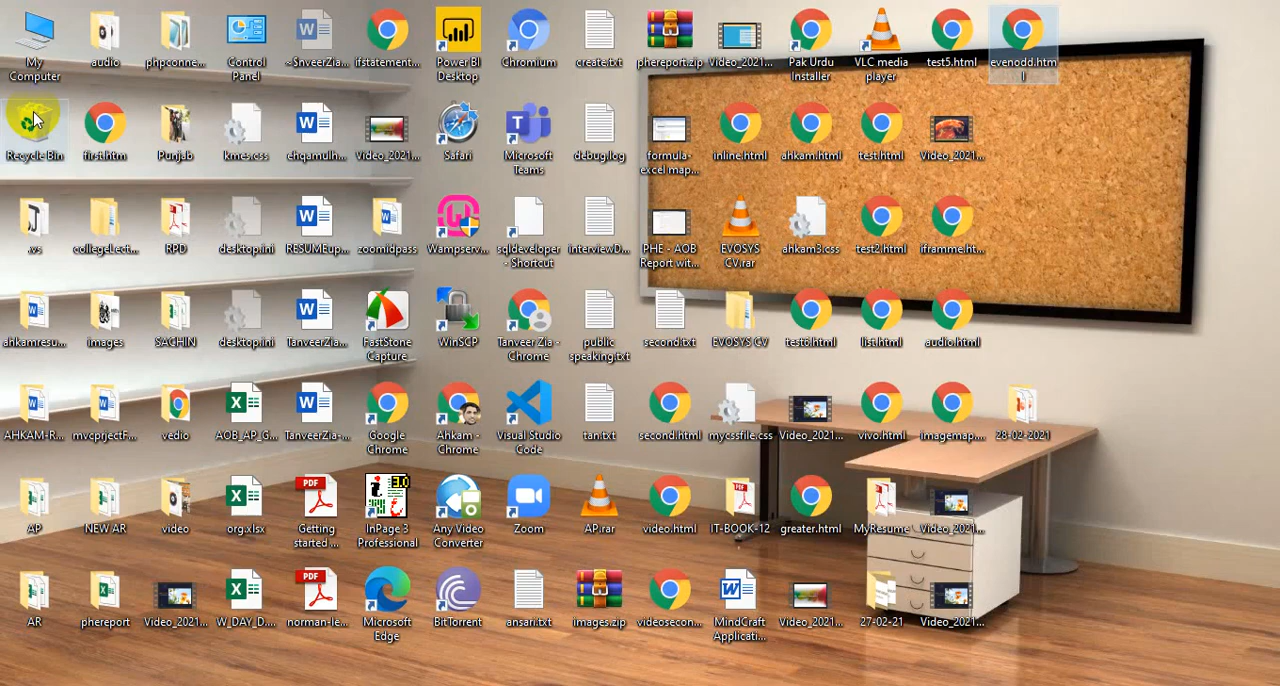 My
Computer
audio
phpconne...
Control
Panel
~SnveerZia...
ifstatement...
Power BI
Desktop
Chromium
create.txt
phereport.zip
Video_2021...
Pak Urdu
Installer
VLC media
player
test5.html
evenodd.htm
l
Recycle Bin
first.htm
Punjab
kmes.css
ehqamulh...
Video_2021...
Safari
Microsoft
Teams
debug.log
formula-
excel map...
inline.html
ahkam.html
test.html
Video_2021...
.vs
collegeLect...
RPD
desktop.ini
RESUMEup...
zoomidpass
Wampserv...
sqldeveloper
- Shortcut
interviewD...
PHE - AOB
Report wit...
EVOSYS
CV.rar
ahkam3.css
test2.html
iframe.ht...
ahkamresu...
images
SACHIN
desktop.ini
TanveerZia...
FastStone
Capture
WinSCP
Tanveer Zia -
Chrome
public
speaking.txt
second.txt
EVOSYS CV
list.html
audio.html
AHKAM-R...
mvcprjectF...
vedio
AOB_AP_G...
TanveerZia-...
Google
Chrome
Ahkam -
Chrome
Visual Studio
Code
tan.txt
second.html
mycssfile.css
Video_2021...
vivo.html
imagemap...
28-02-2021
AP
NEW AR
video
org.xlsx
Getting
started ...
InPage 3
Professional
Any Video
Converter
Zoom
AP.rar
video.html
IT-BOOK-12
greater.html
MyResume
Video_2021...
AR
phereport
Video_2021...
W_DAY_D...
norman-le...
Microsoft
Edge
BitTorrent
ansari.txt
images.zip
videosecon...
MindCraft
Applicati...
Video_2021...
27-02-21
Video_2021...